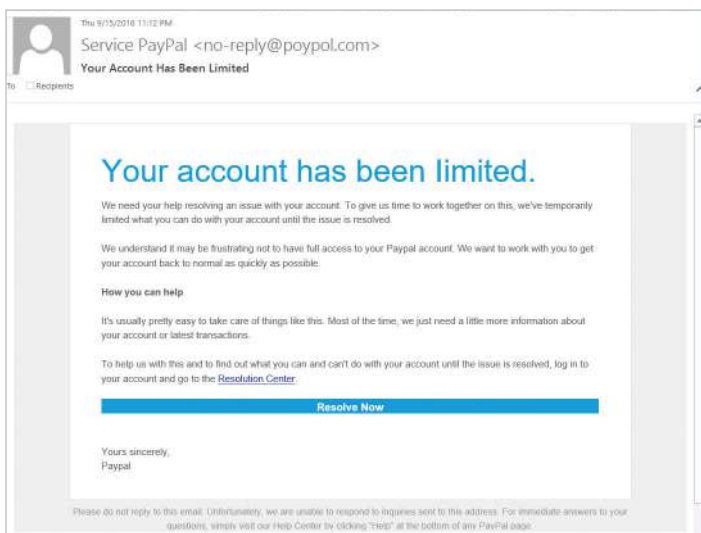 Thu 9/15/2016 11:12 PM
Service PayPal <no-reply@poypol.com>
Your Account Has Been Limited
To Recipients
Your account has been limited.
We need your help resolving an issue with your account. To give us time to work together on this, we've temporarily
limited what you can do with your account until the issue is resolved.
We understand it may be frustrating not to have full access to your Paypal account. We want to work with you to get
your account back to normal as quickly as possible.
How you can help
It's usually pretty easy to take care of things like this. Most of the time, we just need a little more information about
your account or latest transactions.
To help us with this and to find out what you can and can't do with your account until the issue is resolved, log in to
your account and go to the Resolution Center.
Resolve Now
Yours sincerely,
Paypal
Please do not reply to this email. Unfortunately, we are unable to respond to inquiries sent to this address. For immediate answers to your
questions, simply visit our Help Center by clicking "Help" at the bottom of any PayPal page.